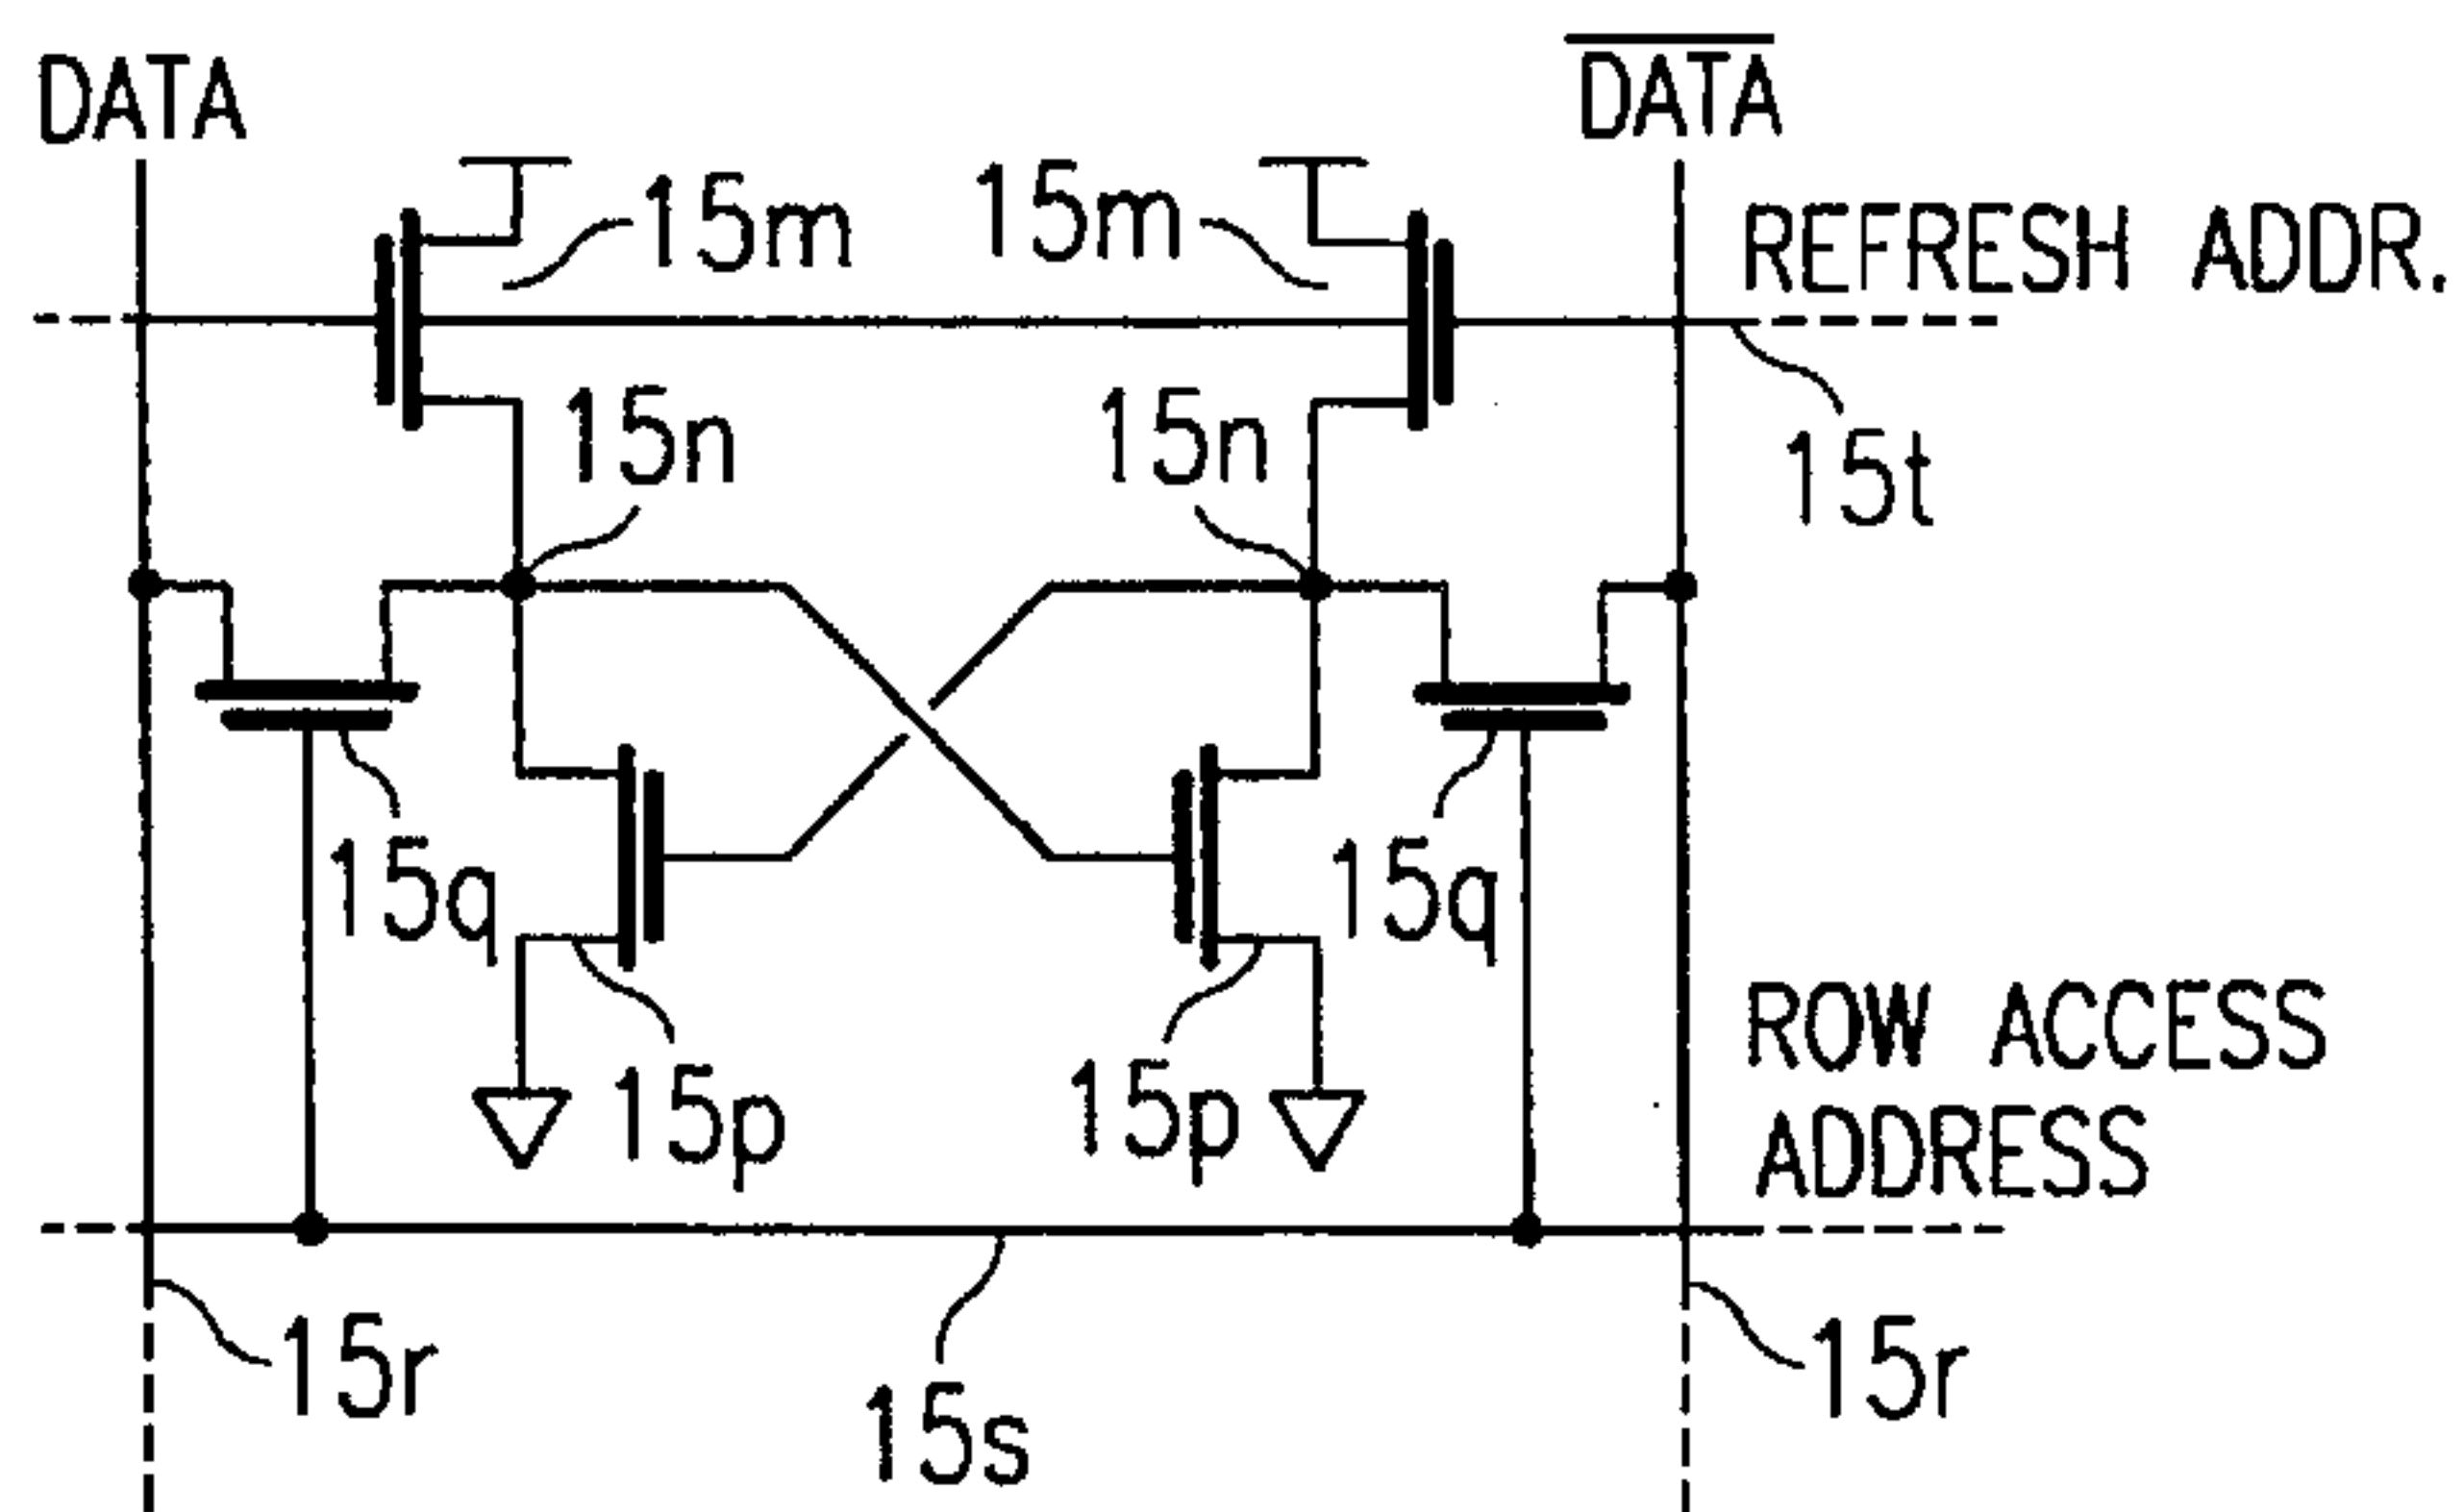 DATA
DATA
15m
15m
REFRESH ADDR.
15n
15n
15t
15q
15q
ROW ACCESS
ADDRESS
15p
15p
15r
15r
15s